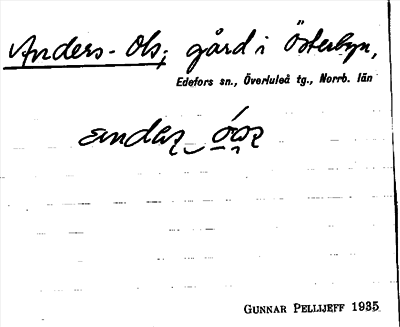 Anders-Ols; gård i Österbyn,
Edefors sn., Överluleå tg., Norrb. län
GUNNAR PELLIJEFF 1935